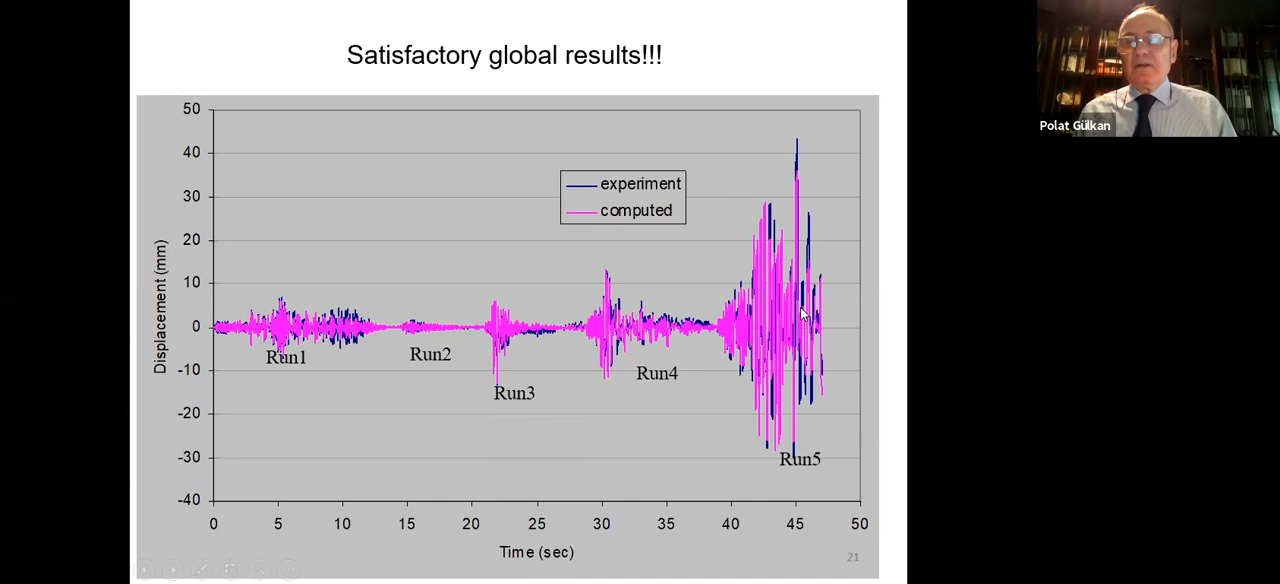 Satisfactory global results!!!
Polat Gülkan
50
40
30
20
10
0
-10
-20
-30
-40
Displacement (mm)
experiment
computed
Run1
Run2
Run3
Run4
Run5
0 5 10 15 20 25 30 35 40 45 50
Time (sec)
21